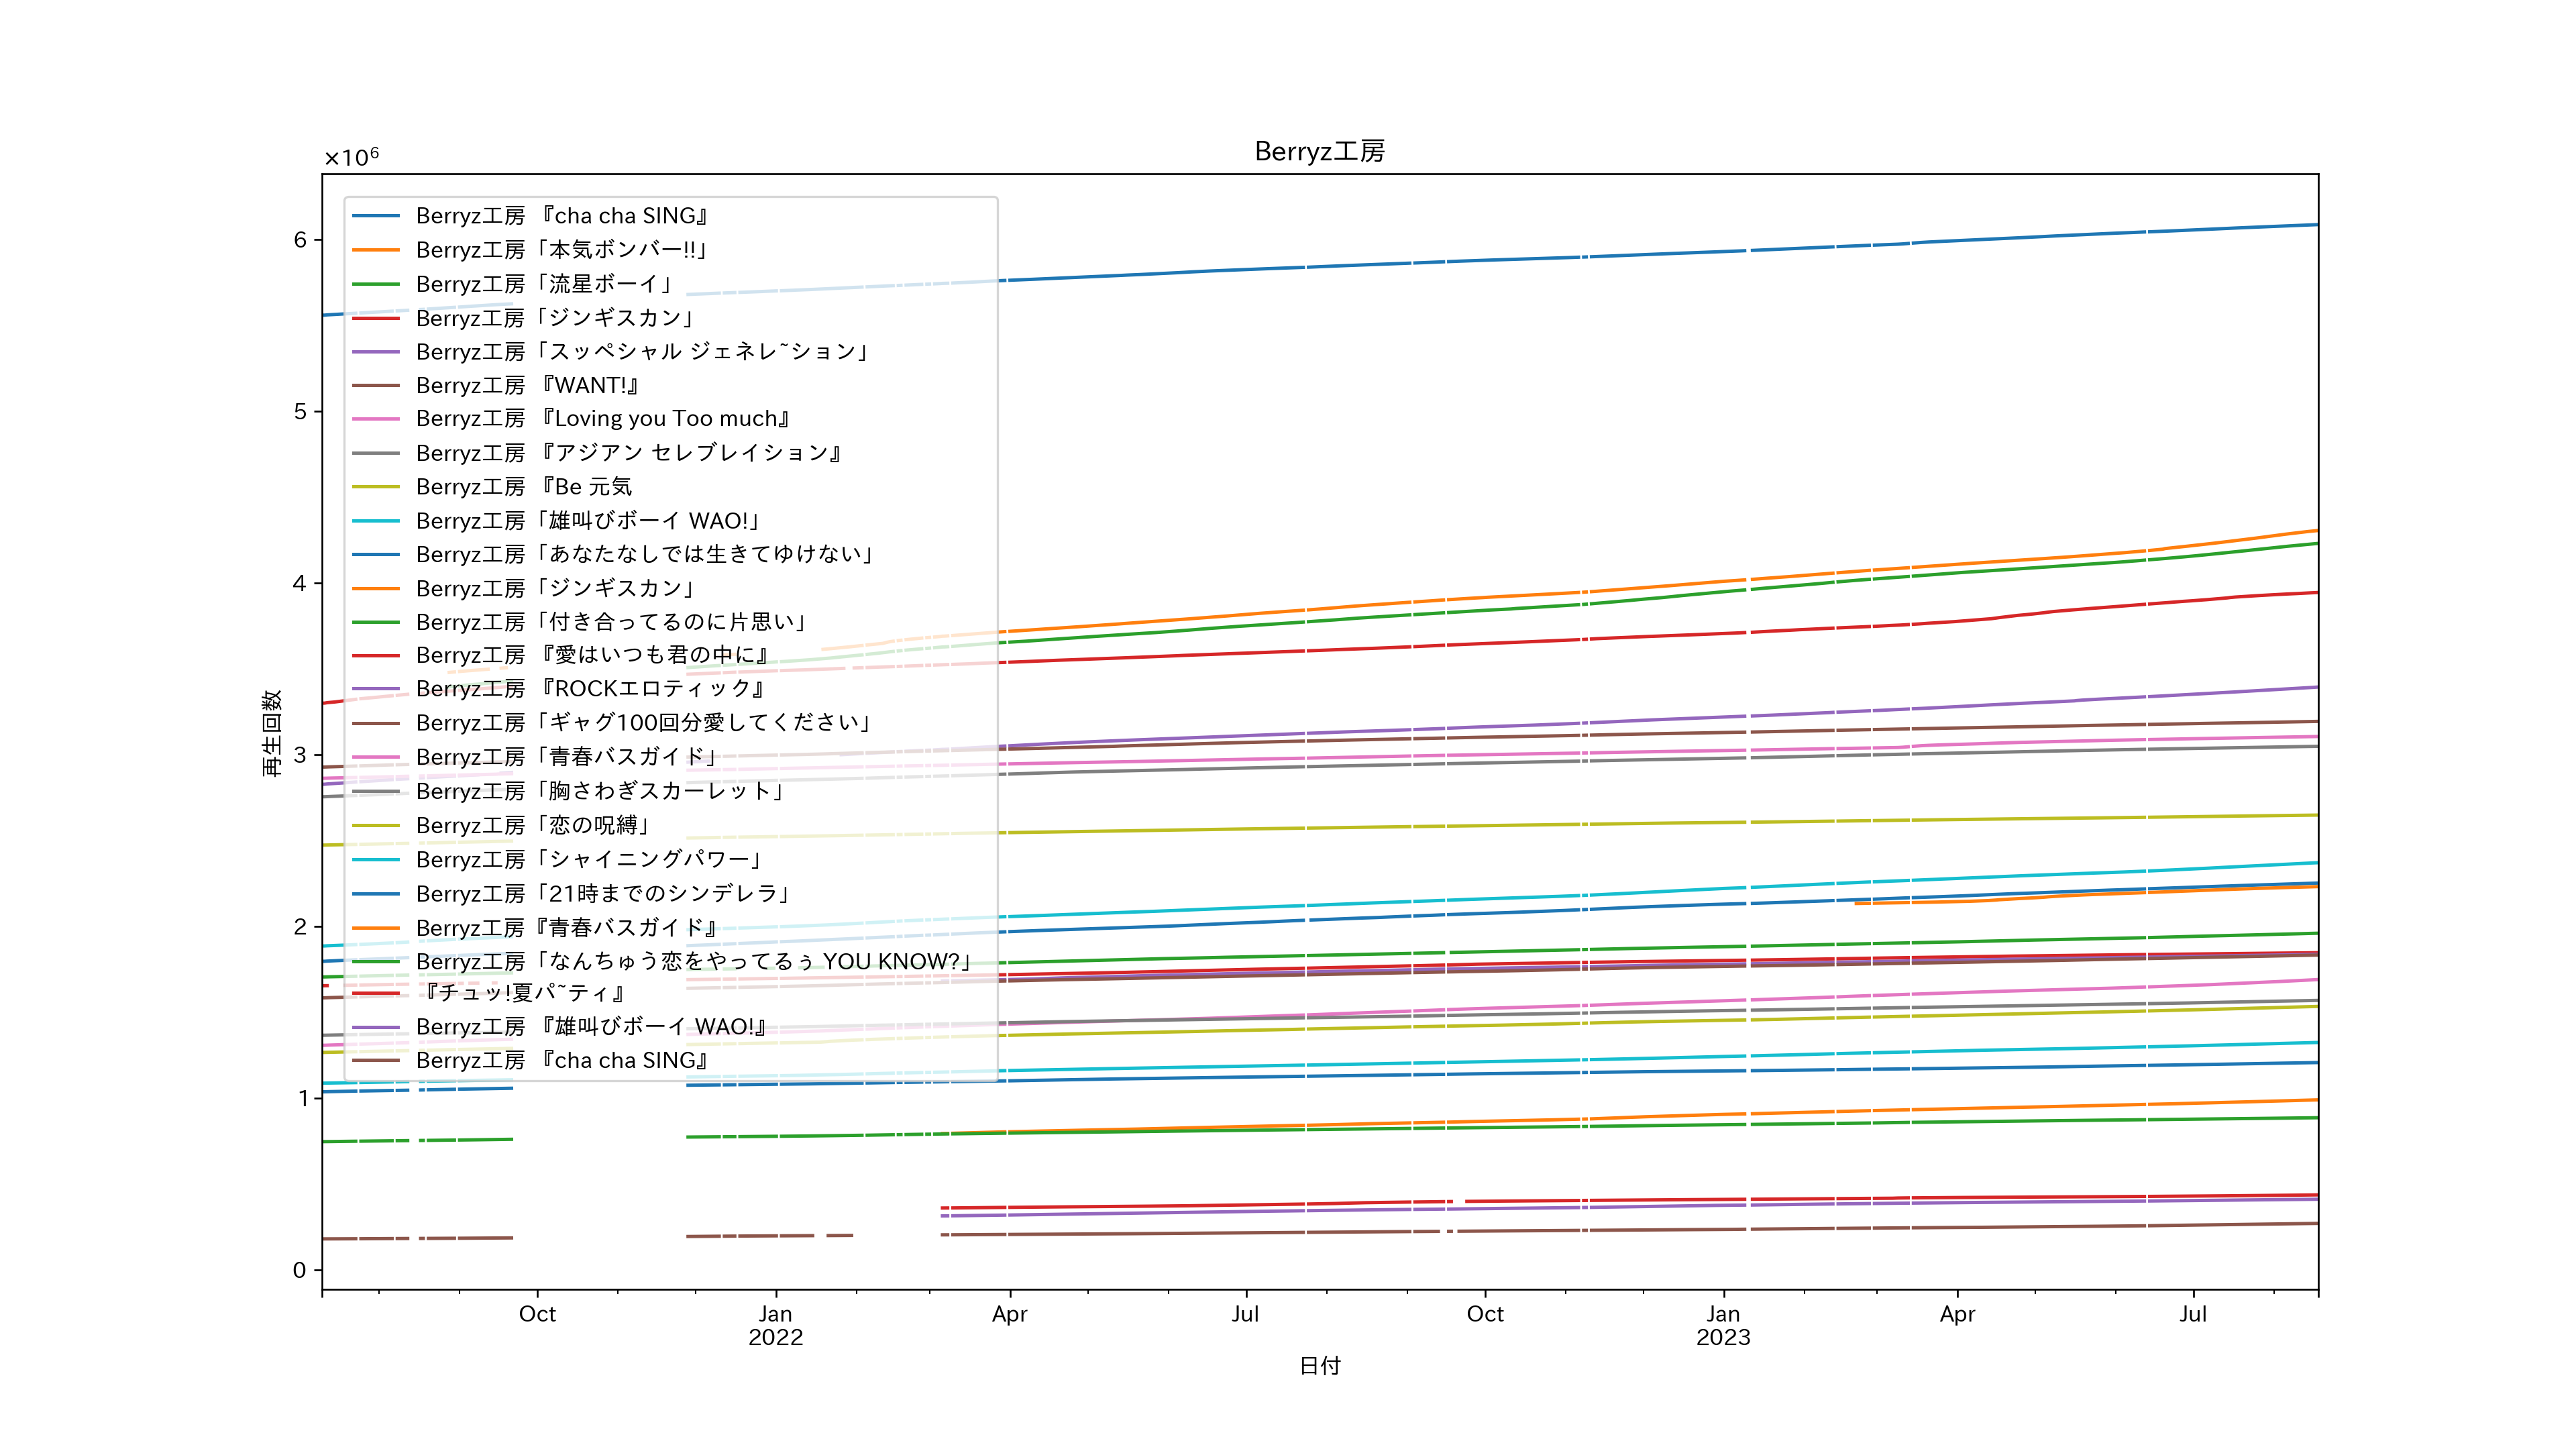 Berryz工房
×10⁶
6
5
4
3
2
1
0
再生回数
Berryz工房 『cha cha SING』
Berryz工房「本気ボンバー!!」
Berryz工房「流星ボーイ」
Berryz工房「ジンギスカン」
Berryz工房「スッペシャル ジェネレ~ション」
Berryz工房 『WANT!』
Berryz工房 『Loving you Too much』
Berryz工房 『アジアン セレブレイション』
Berryz工房 『Be 元気
Berryz工房「雄叫びボーイ WAO!」
Berryz工房「あなたなしでは生きてゆけない」
Berryz工房「ジンギスカン」
Berryz工房「付き合ってるのに片思い」
Berryz工房 『愛はいつも君の中に』
Berryz工房 『ROCKエロティック』
Berryz工房「ギャグ100回分愛してください」
Berryz工房「青春バスガイド」
Berryz工房「胸さわぎスカーレット」
Berryz工房「恋の呪縛」
Berryz工房「シャイニングパワー」
Berryz工房「21時までのシンデレラ」
Berryz工房『青春バスガイド』
Berryz工房「なんちゅう恋をやってるぅ YOU KNOW?」
『チュッ!夏パ~ティ』
Berryz工房 『雄叫びボーイ WAO!』
Berryz工房 『cha cha SING』
Oct Jan Apr Jul Oct Jan Apr Jul
2022 2023
日付